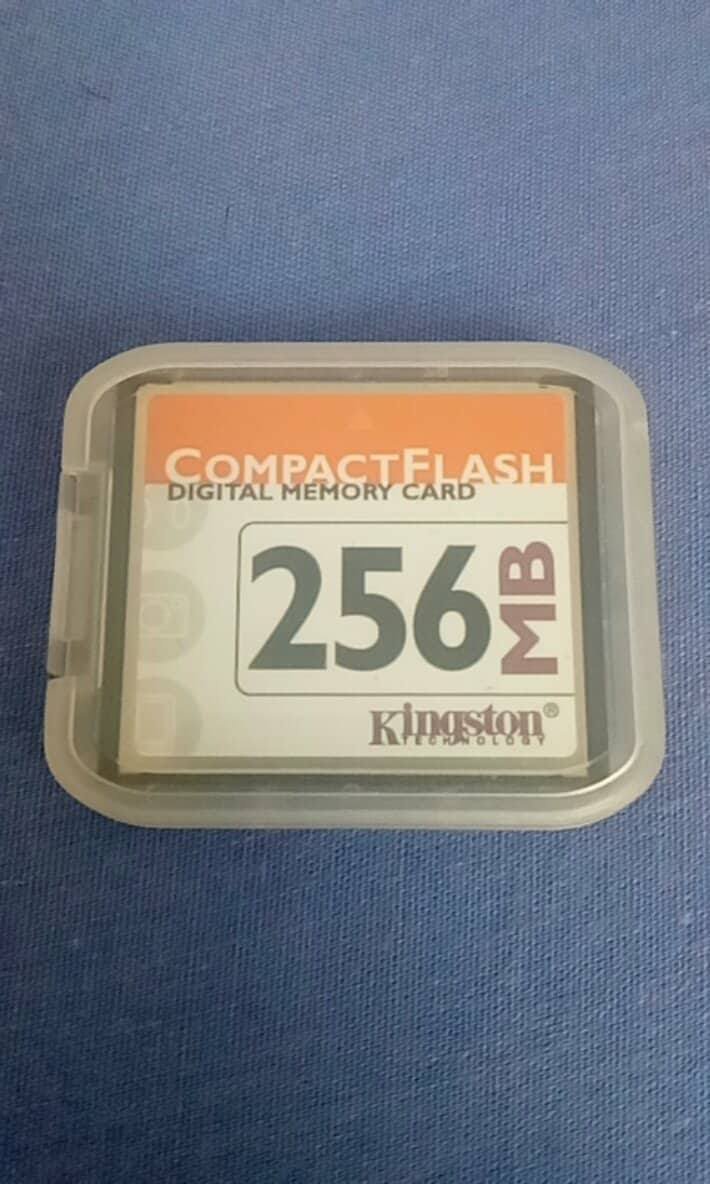 COMPACTFLASH
DIGITAL MEMORY CARD
256 MB
Kingston®
TECHNOLOGY